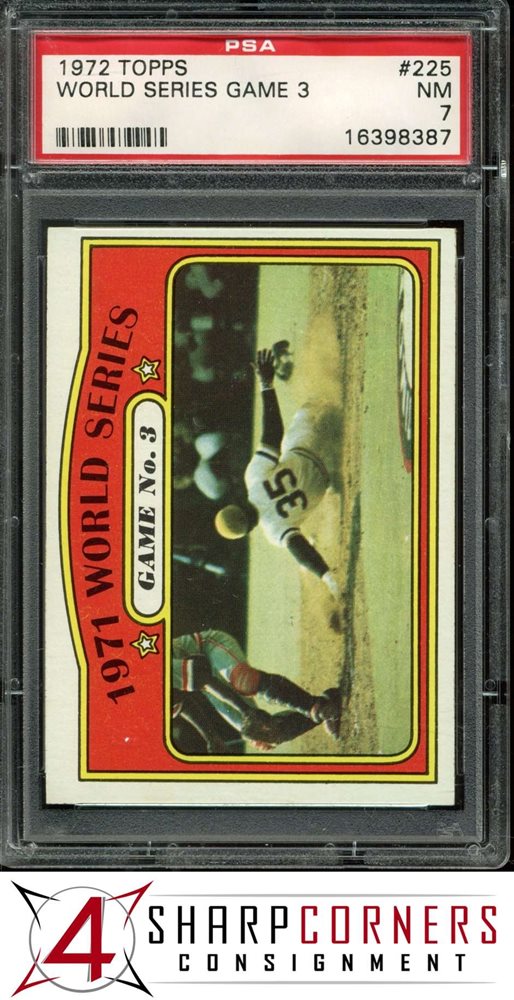 PSA
1972 TOPPS #225
WORLD SERIES GAME 3 NM
7
16398387
1971 WORLD SERIES
GAME No. 3
35
4 SHARPCORNERS
CONSIGNMENT